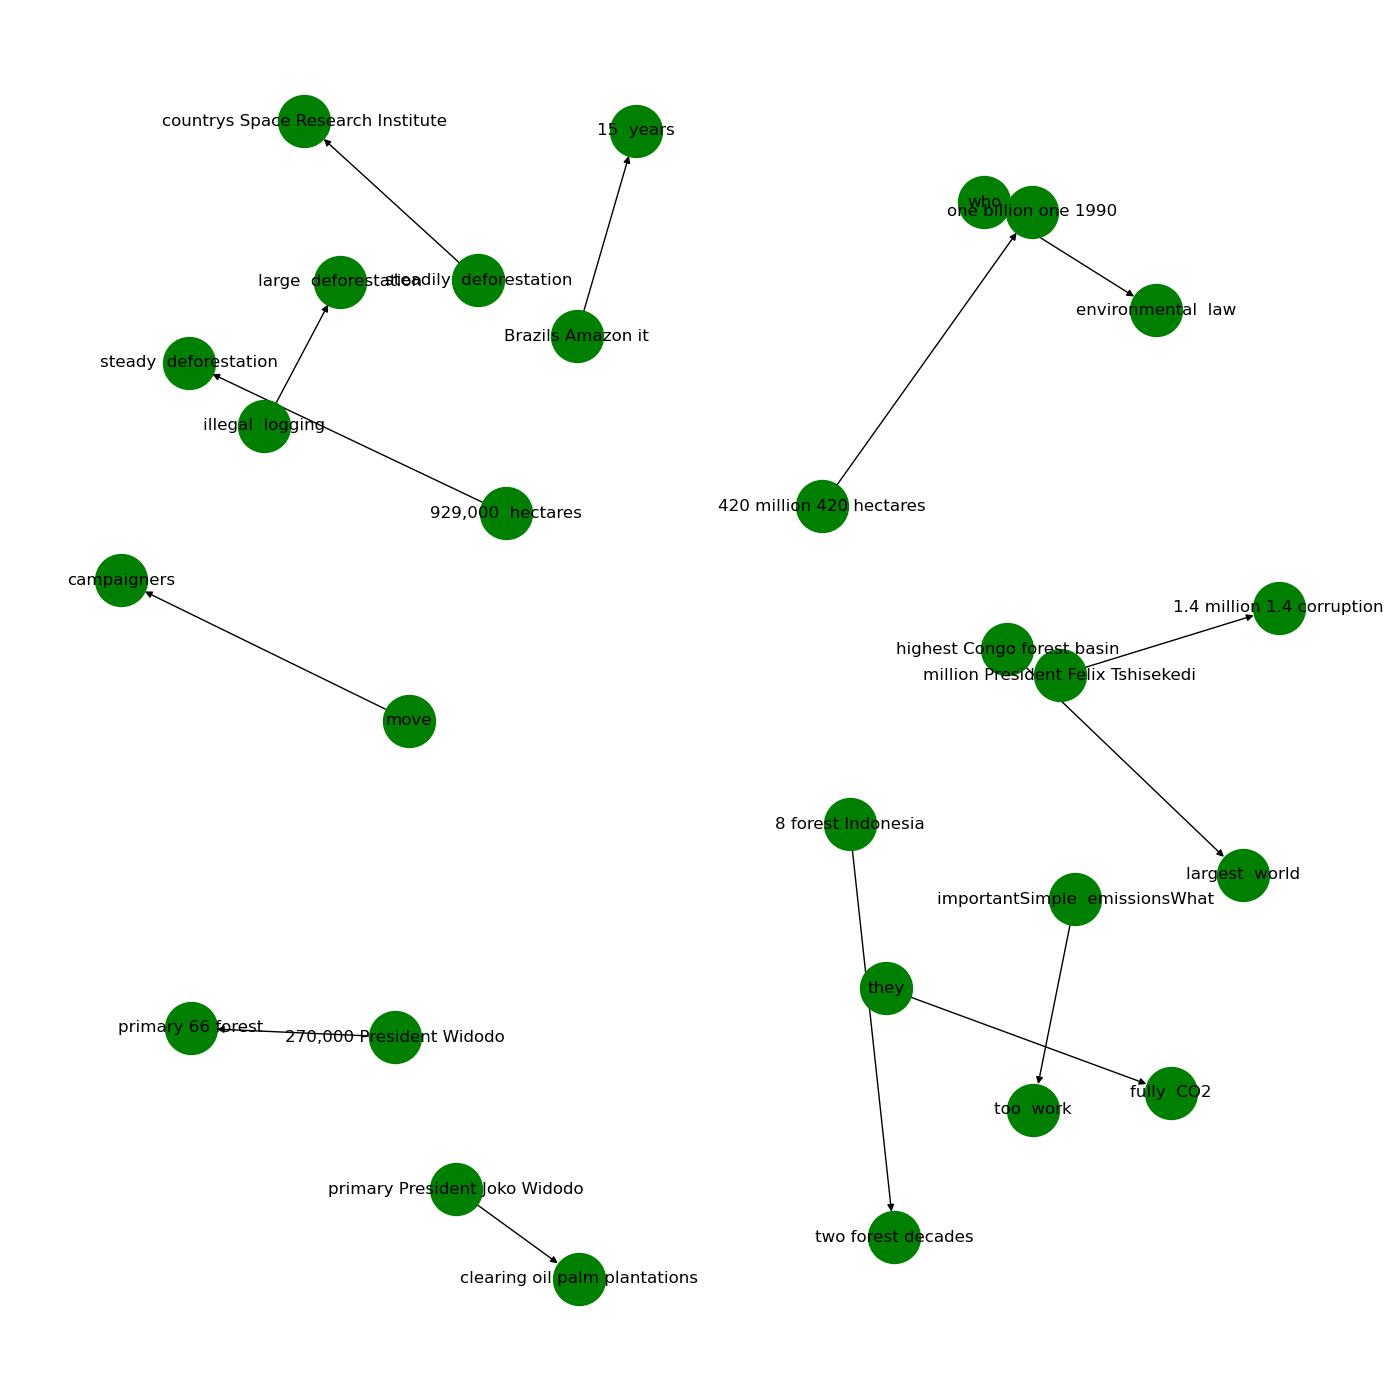 countrys Space Research Institute
15  years
who
one billion one 1990
large  deforestation
steadily  deforestation
environmental  law
Brazils Amazon it
steady  deforestation
illegal  logging
420 million 420 hectares
929,000  hectares
campaigners
1.4 million 1.4 corruption
highest Congo forest basin
million President Felix Tshisekedi
move
8 forest Indonesia
largest  world
importantSimple  emissionsWhat
they
primary 66 forest
270,000 President Widodo
fully  CO2
too  work
primary President Joko Widodo
two forest decades
clearing oil palm plantations